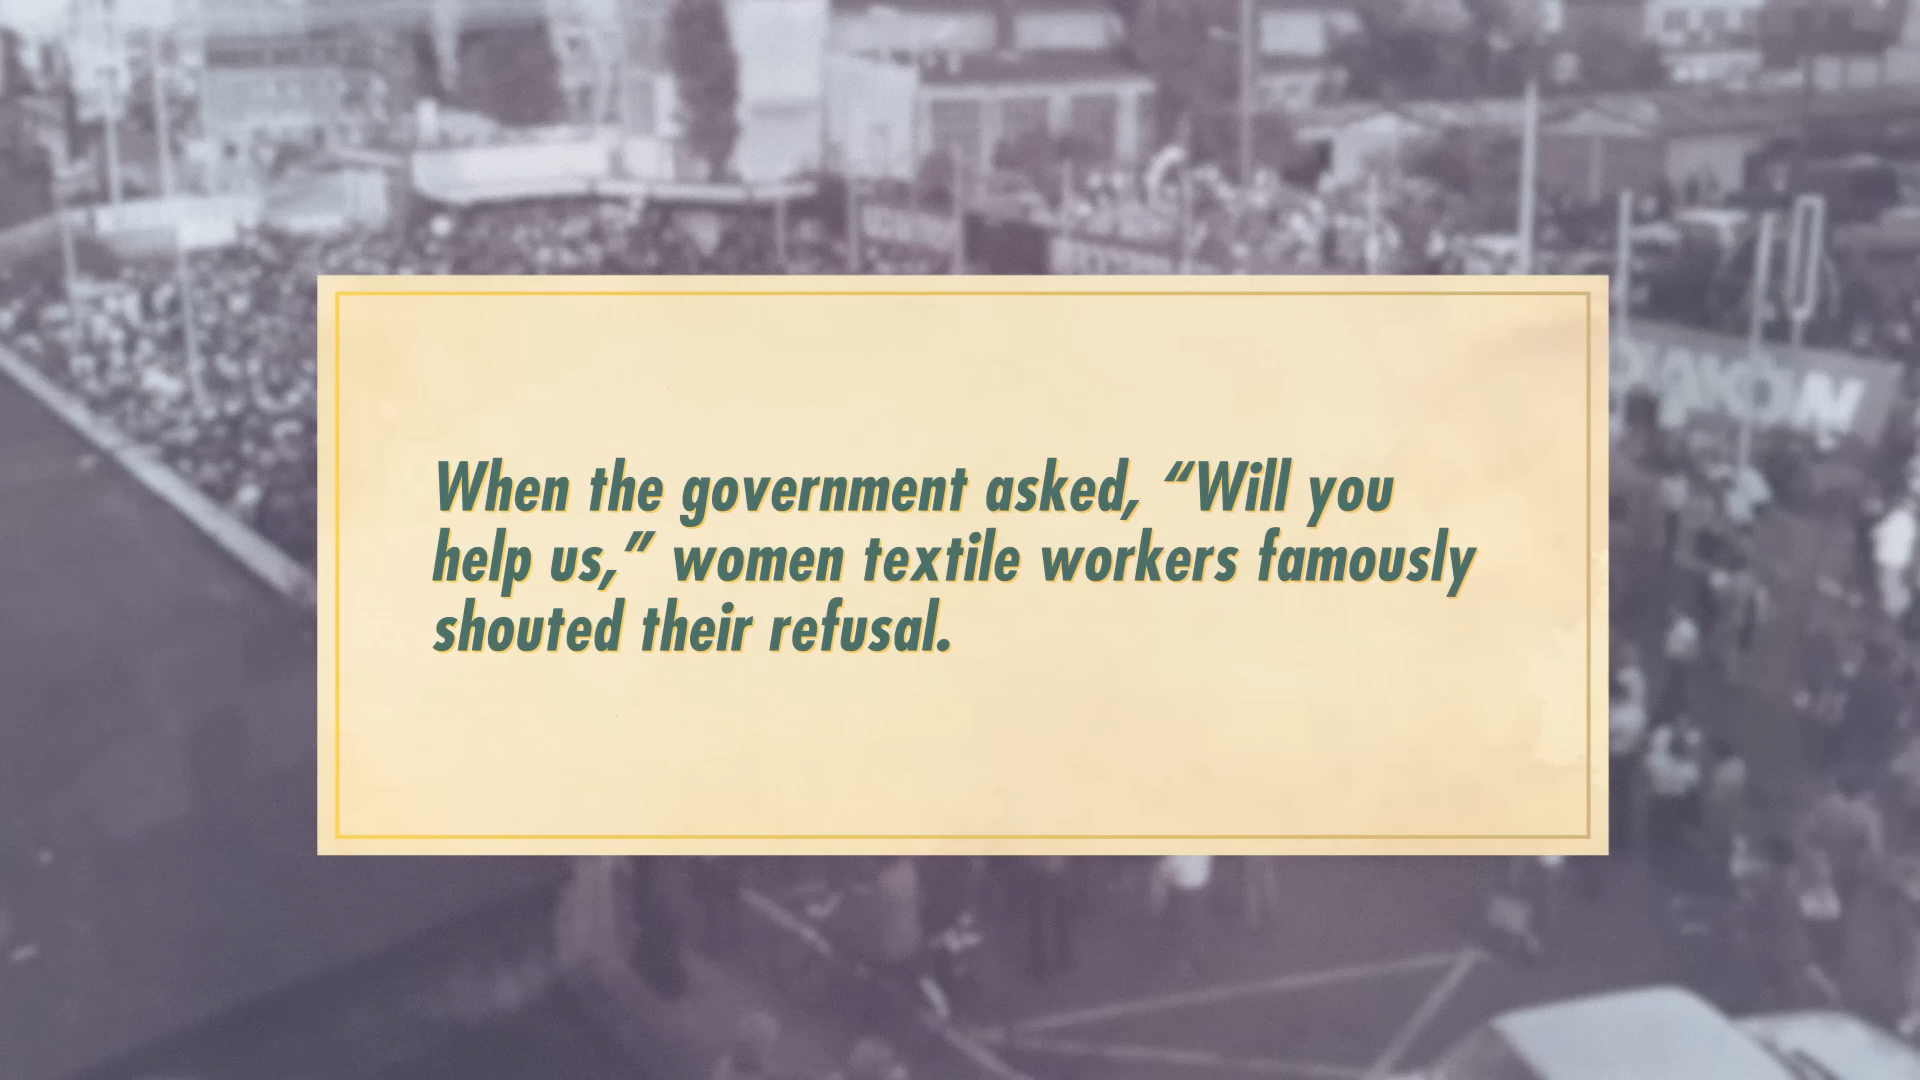 When the government asked, “Will you
help us,” women textile workers famously
shouted their refusal.